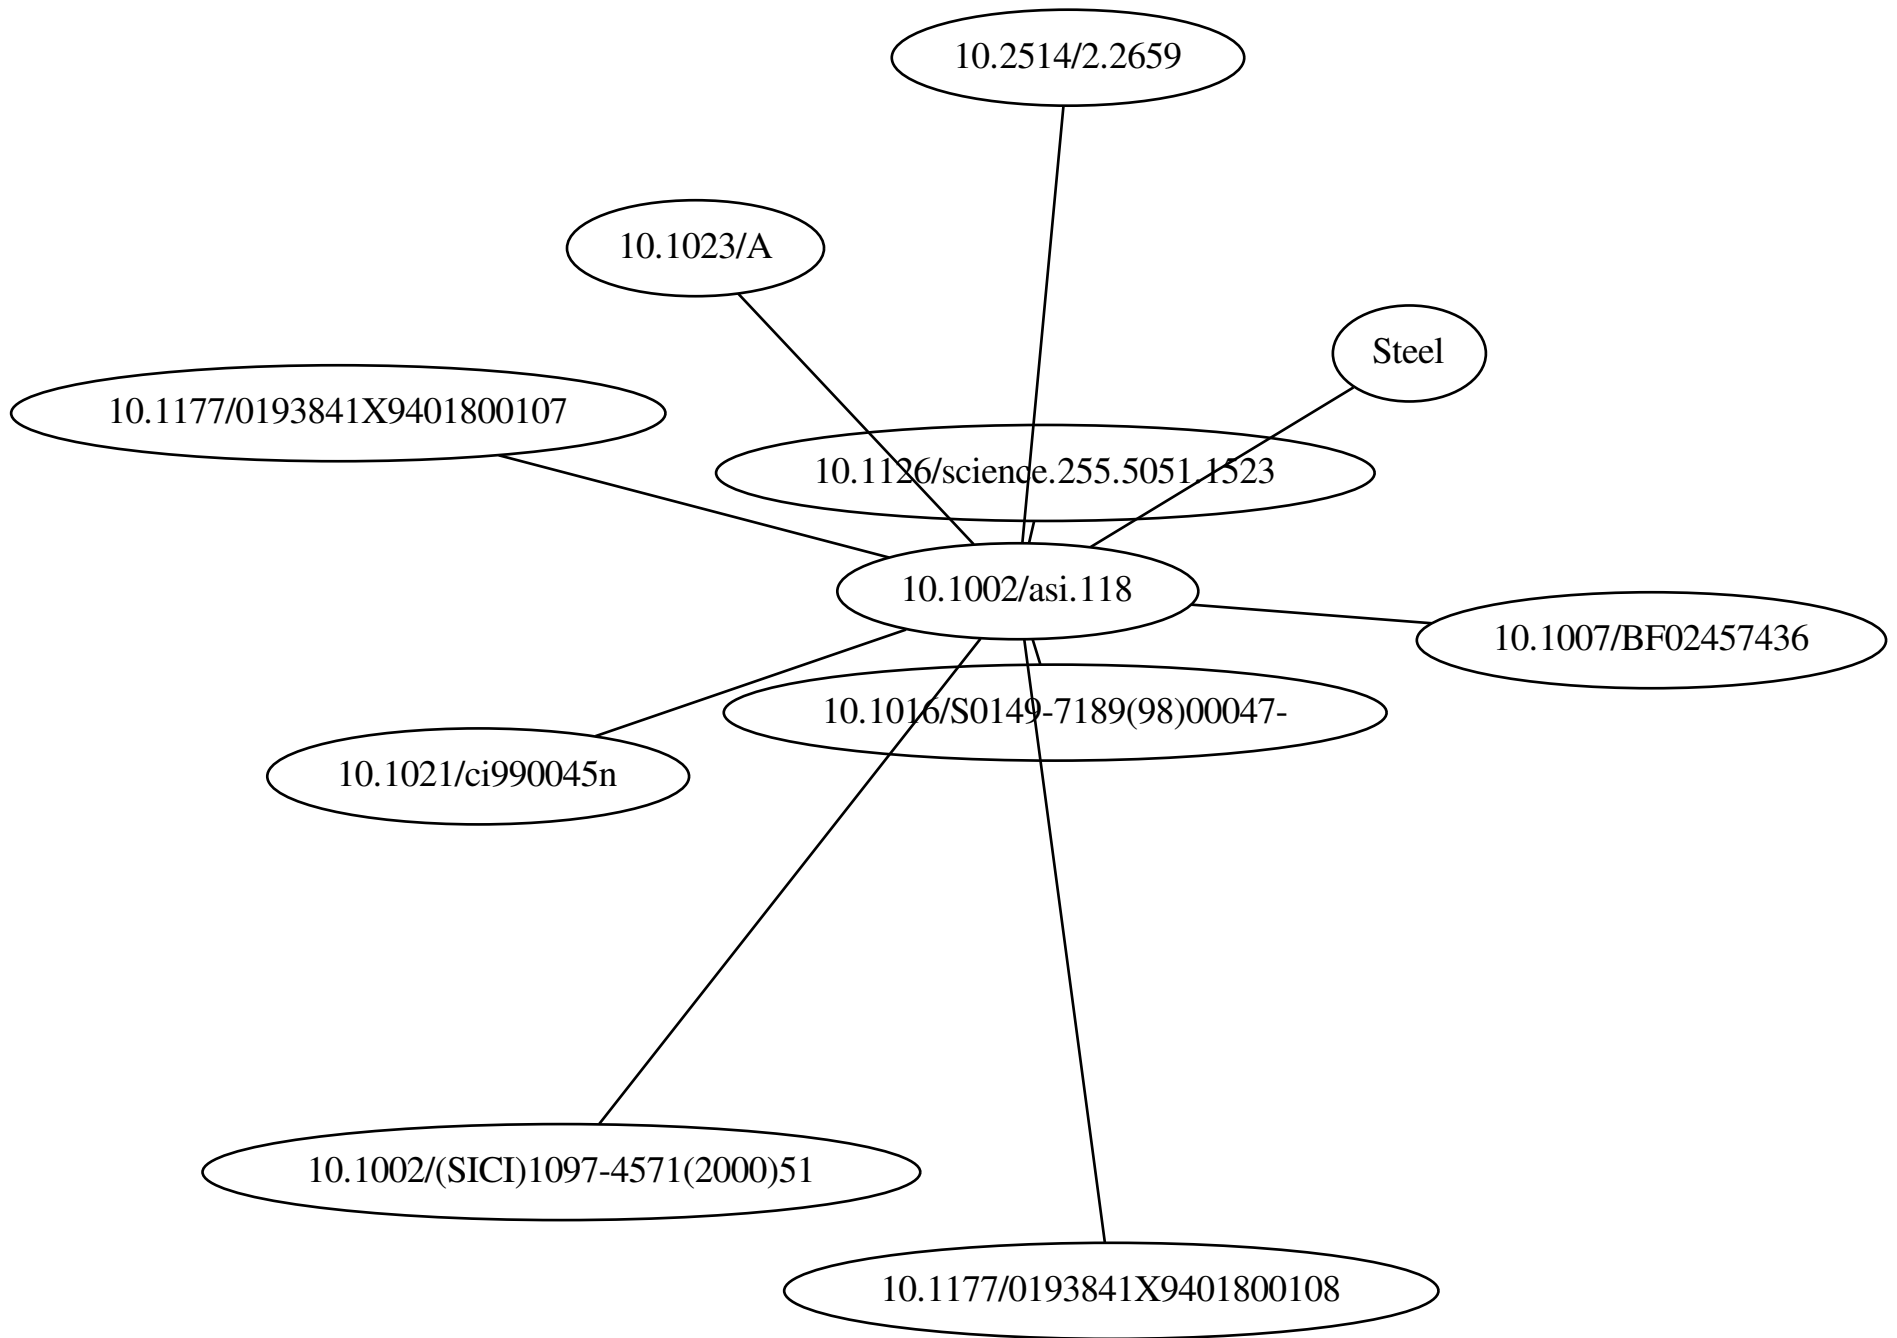 10.2514/2.2659
10.1023/A
Steel
10.1177/0193841X9401800107
10.1126/science.255.5051.1523
10.1002/asi.118
10.1007/BF02457436
10.1016/S0149-7189(98)00047-
10.1021/ci990045n
10.1002/(SICI)1097-4571(2000)51
10.1177/0193841X9401800108